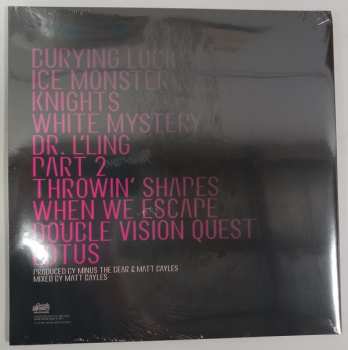 BURYING LUCK
ICE MONSTER
KNIGHTS
WHITE MYSTERY
DR. L'LING
PART 2
THROWIN' SHAPES
WHEN WE ESCAPE
DOUBLE VISION QUEST
LOTUS
PRODUCED BY MINUS THE BEAR & MATT BAYLES
MIXED BY MATT BAYLES